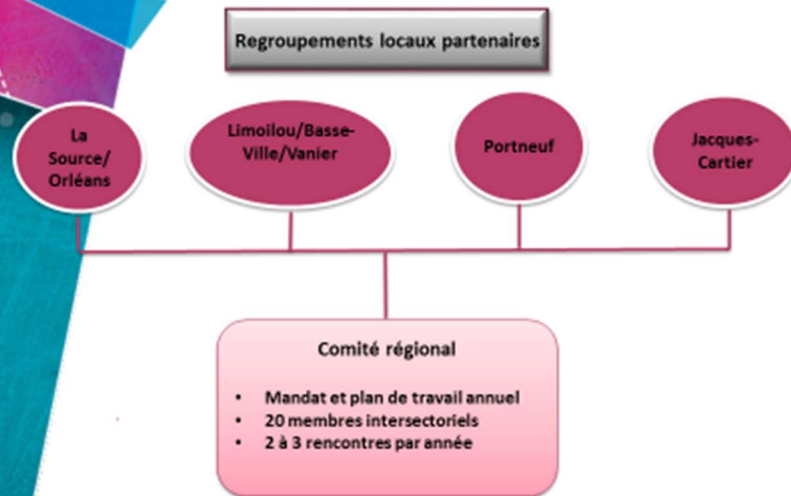 Regroupements locaux partenaires
La
Source/
Orléans
Limoilou/Basse-
Ville/Vanier
Portneuf
Jacques-
Cartier
Comité régional
• Mandat et plan de travail annuel
• 20 membres intersectoriels
• 2 à 3 rencontres par année